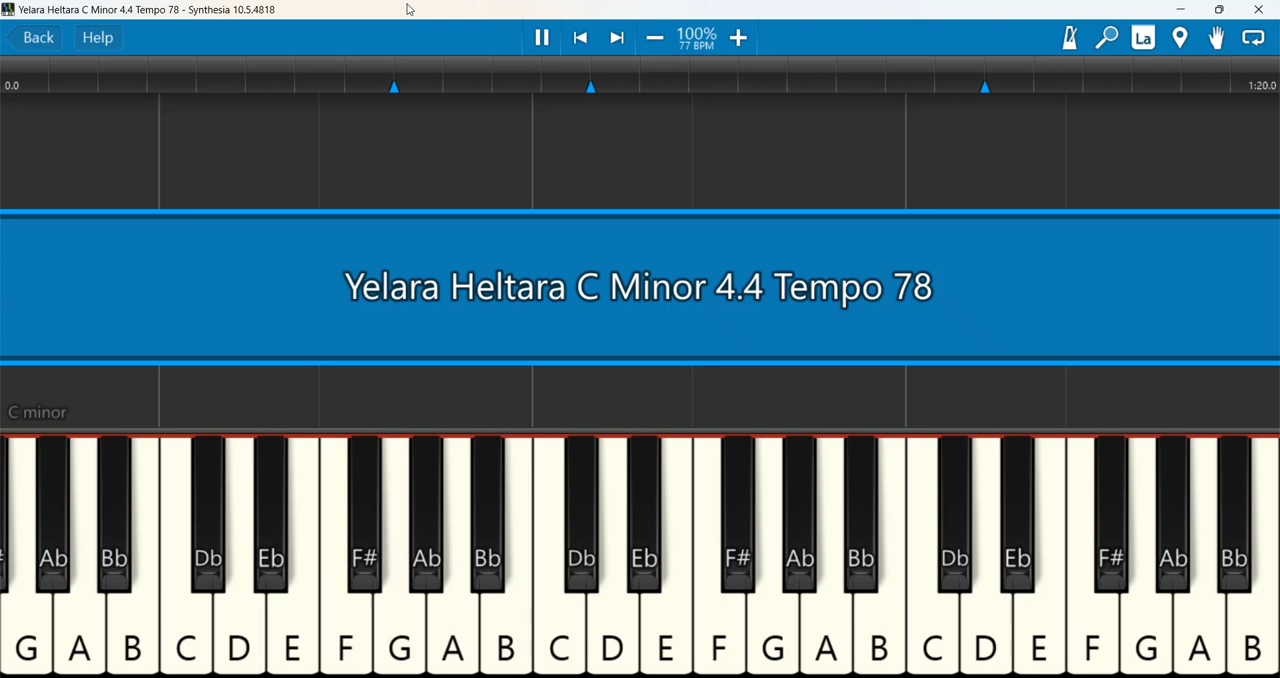 Yelara Heltara C Minor 4.4 Tempo 78 - Synthesia 10.5.4818
Back Help 100% La
77 BPM
0.0 1:20.0
Yelara Heltara C Minor 4.4 Tempo 78
C minor
Ab Bb Db Eb F# Ab Bb Db Eb F# Ab Bb Db Eb F# Ab Bb
G A B C D E F G A B C D E F G A B C D E F G A B